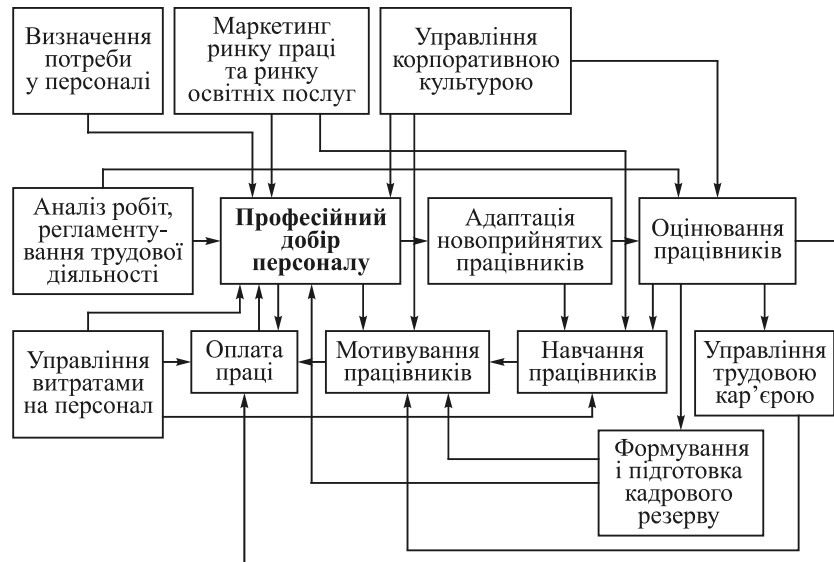 Визначення
потреби
у персоналі
Маркетинг
ринку праці
та ринку
освітніх послуг
Управління
корпоративною
культурою
Аналіз робіт,
регламенту-
вання трудової
діяльності
Професійний
добір
персоналу
Адаптація
новоприйнятих
працівників
Оцінювання
працівників
Управління
витратами
на персонал
Оплата
праці
Мотивування
працівників
Навчання
працівників
Управління
трудовою
кар’єрою
Формування
і підготовка
кадрового
резерву